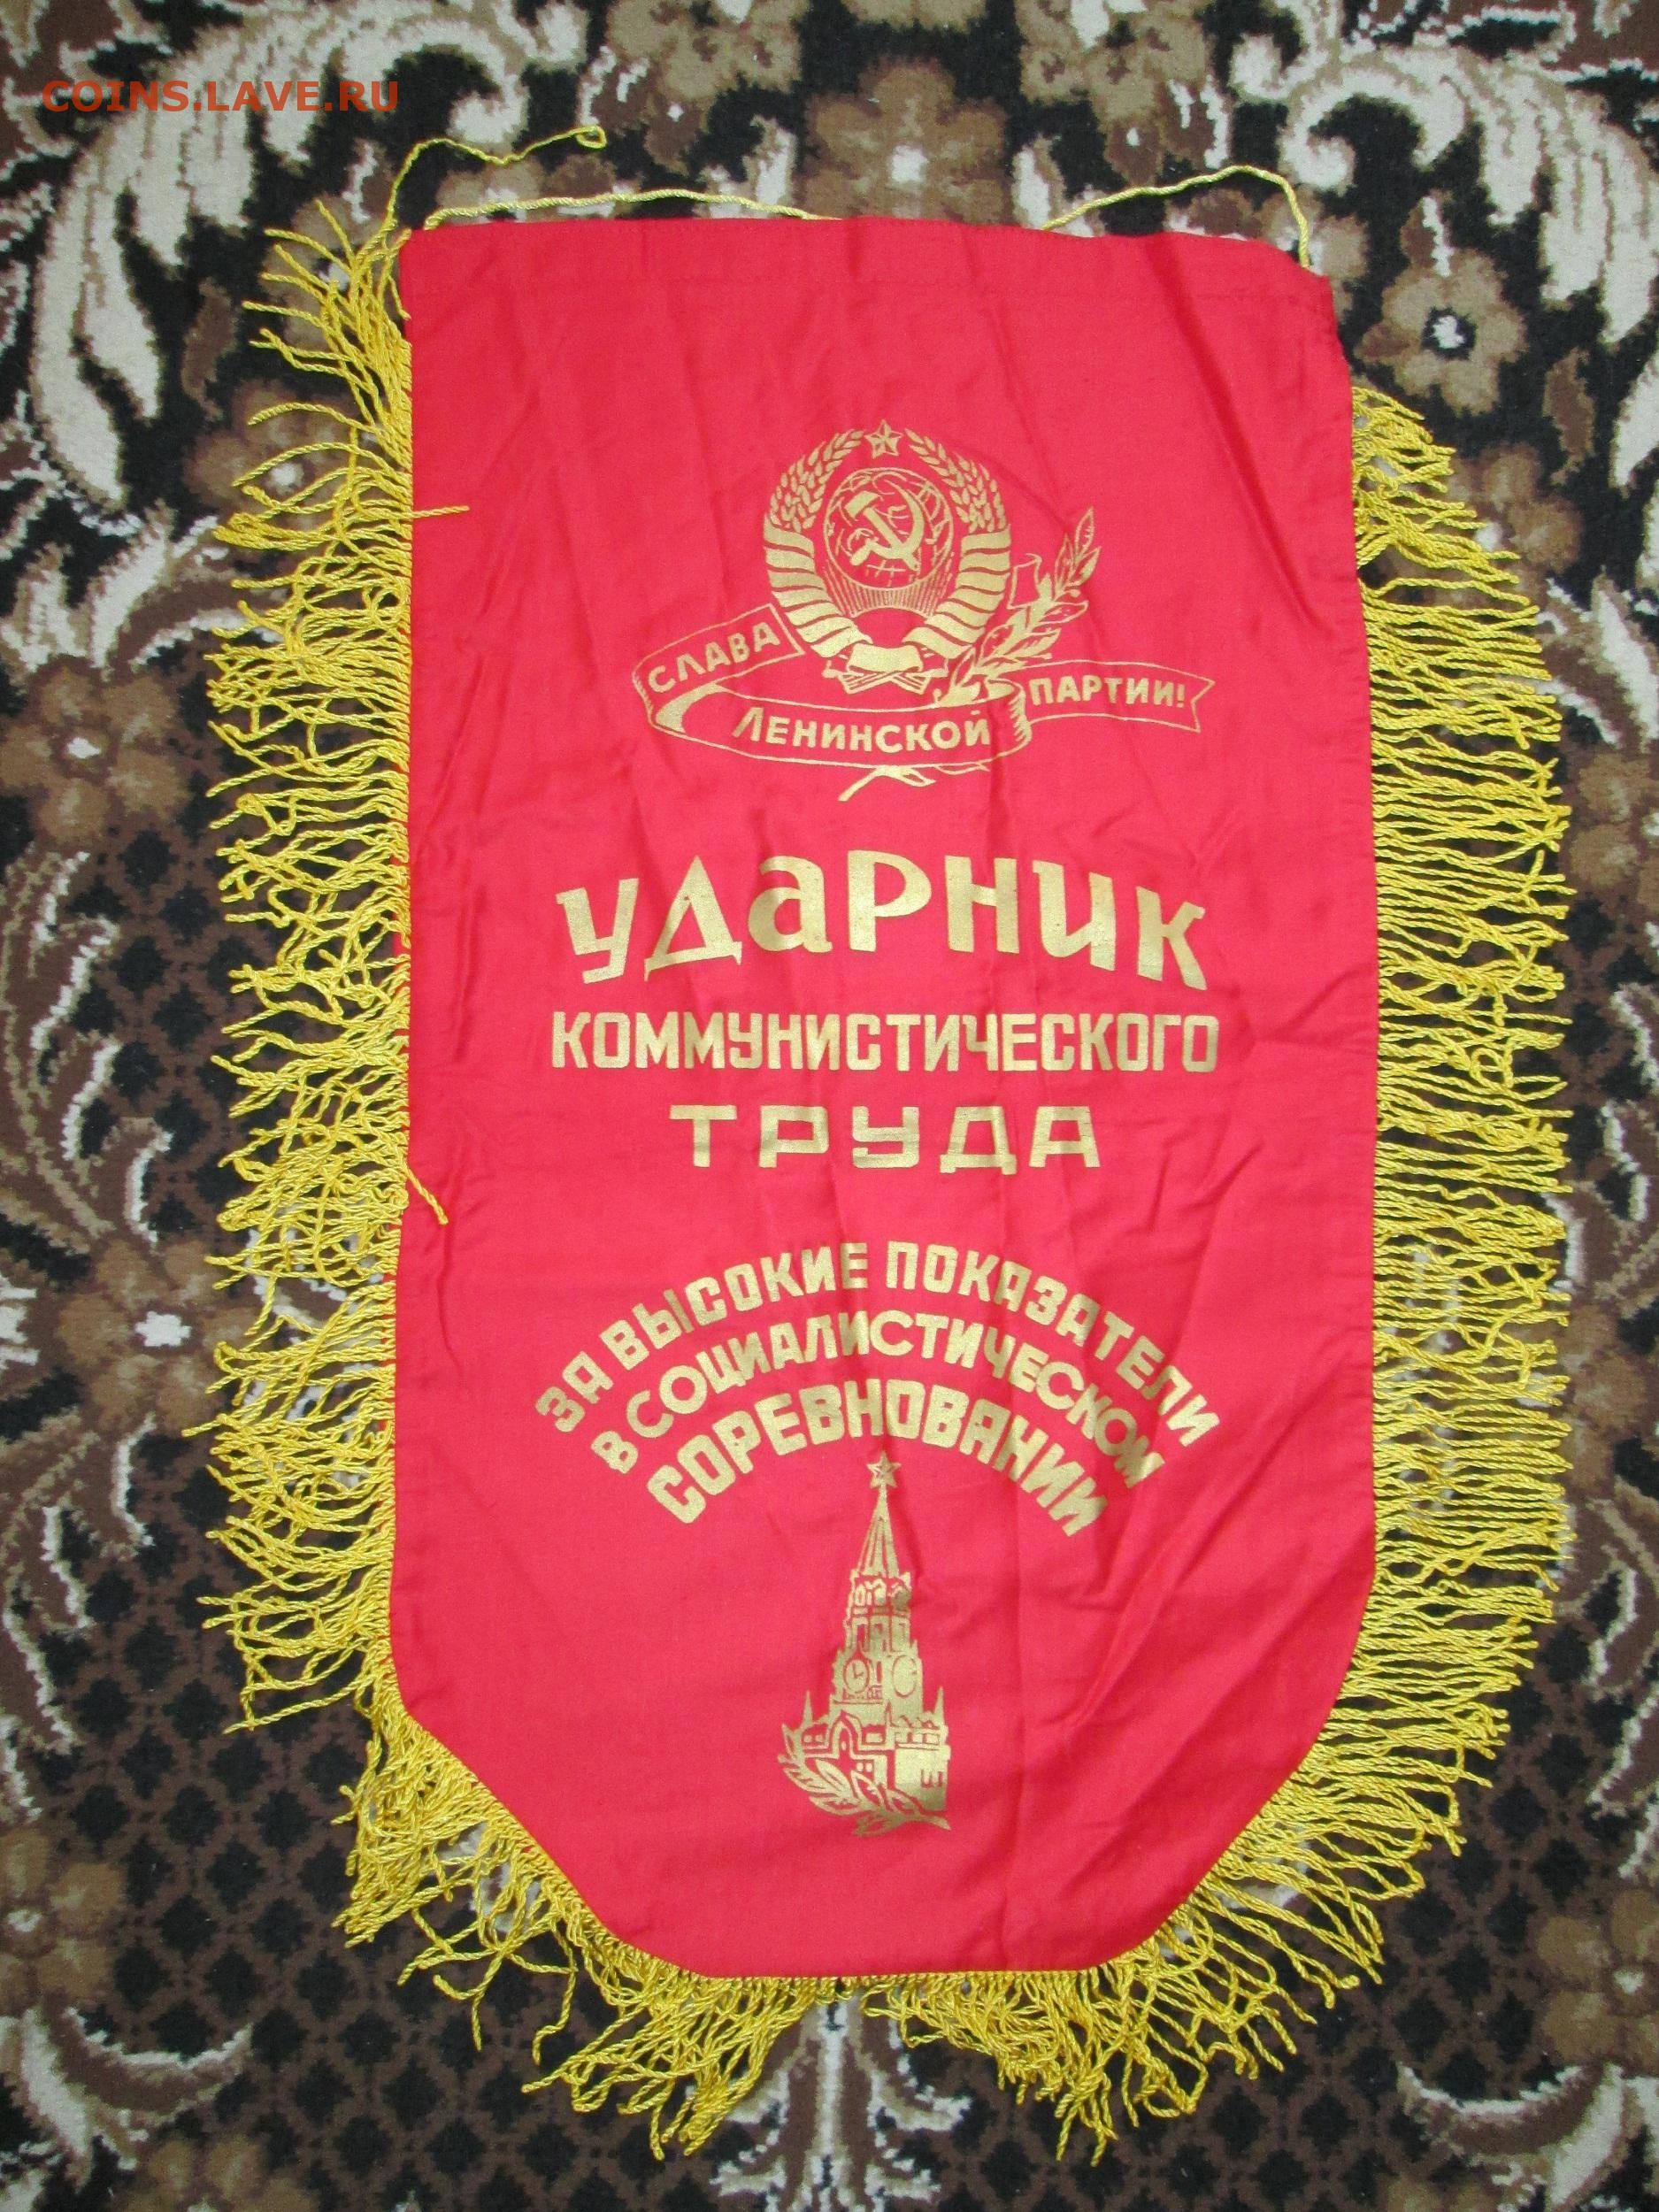 COINS.LAVE.RU
СЛАВА
ЛЕНИНСКОЙ
ПАРТИИ!
УДАРНИК
КОММУНИСТИЧЕСКОГО
ТРУДА
ЗА ВЫСОКИЕ ПОКАЗАТЕЛИ
В СОЦИАЛИСТИЧЕСКОМ
СОРЕВНОВАНИИ